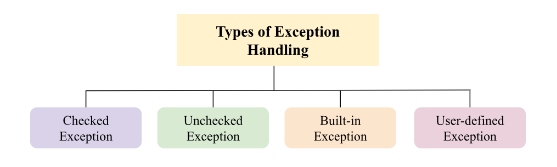 Types of Exception
Handling
Checked
Exception
Unchecked
Exception
Built-in
Exception
User-defined
Exception